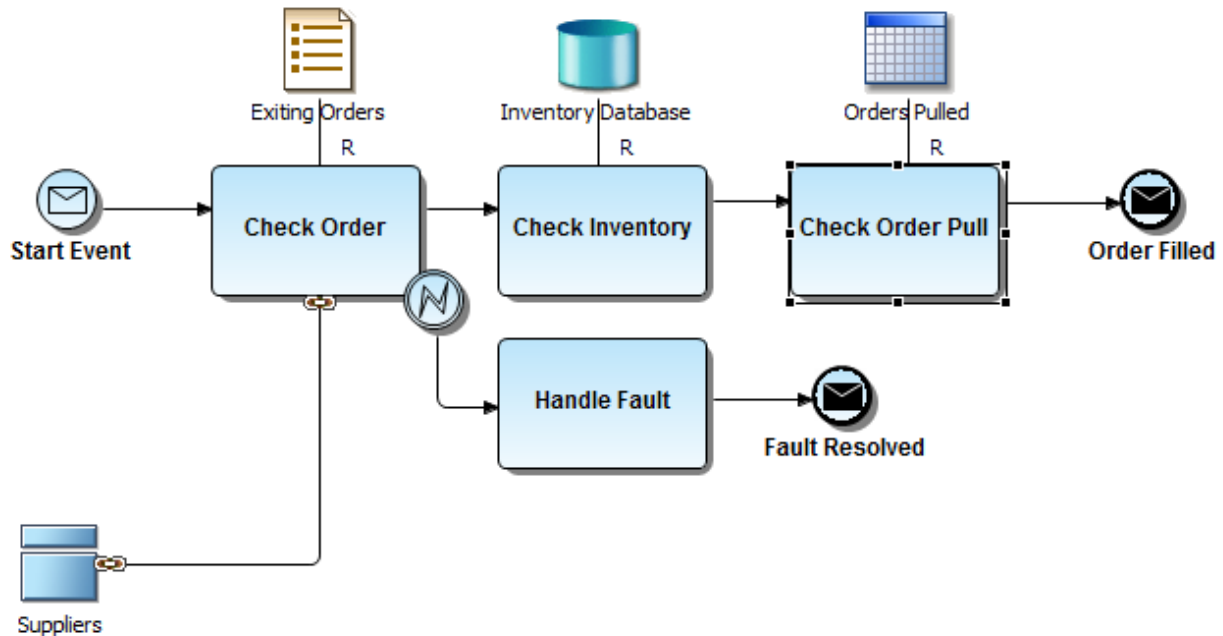 Exiting Orders
Inventory Database
Orders Pulled
R
R
R
Start Event
Check Order
Check Inventory
Check Order Pull
Order Filled
Handle Fault
Fault Resolved
Suppliers